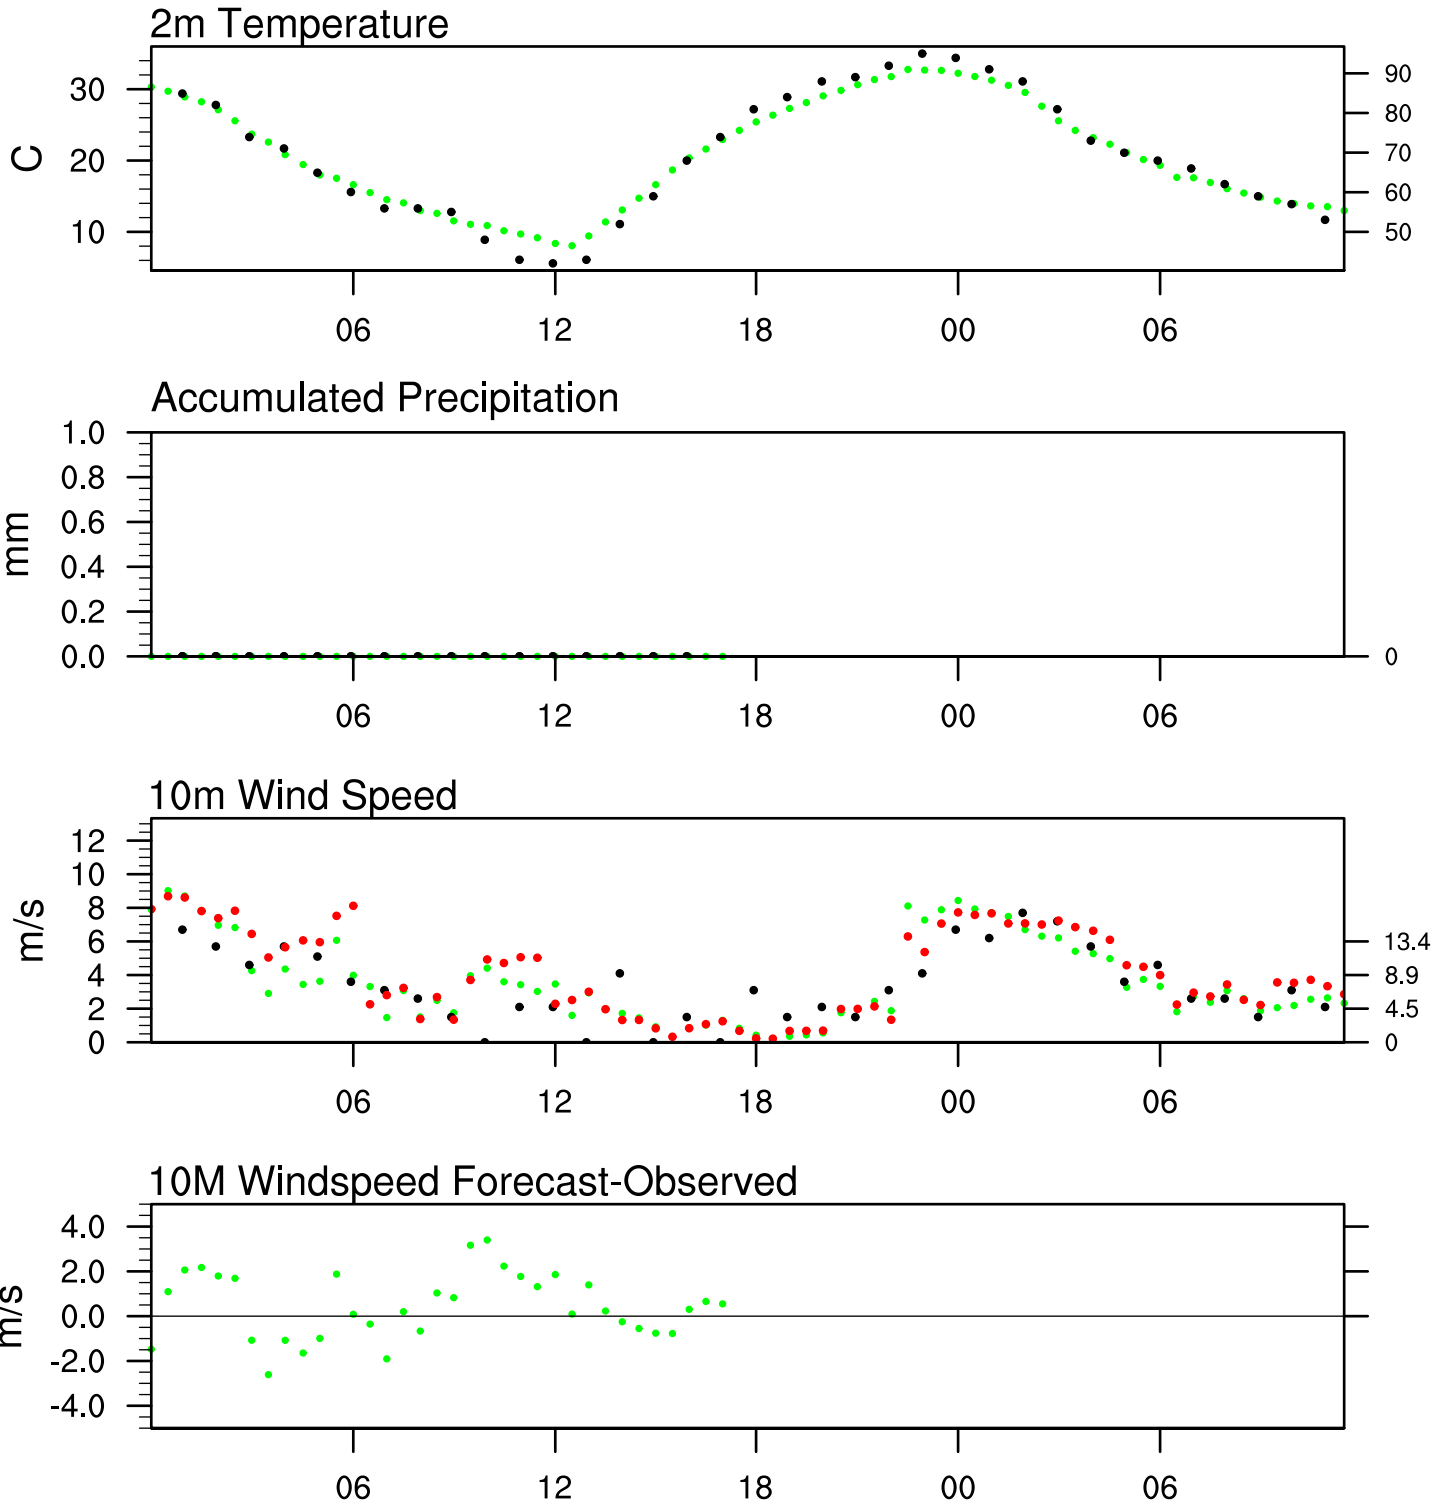 2m Temperature
30
20
10
C
90
80
70
60
50
06 12 18 00 06
Accumulated Precipitation
1.0
0.8
0.6
0.4
0.2
0.0
mm
0
06 12 18 00 06
10m Wind Speed
12
10
8
6
4
2
0
m/s
13.4
8.9
4.5
0
06 12 18 00 06
10M Windspeed Forecast-Observed
4.0
2.0
0.0
-2.0
-4.0
m/s
06 12 18 00 06